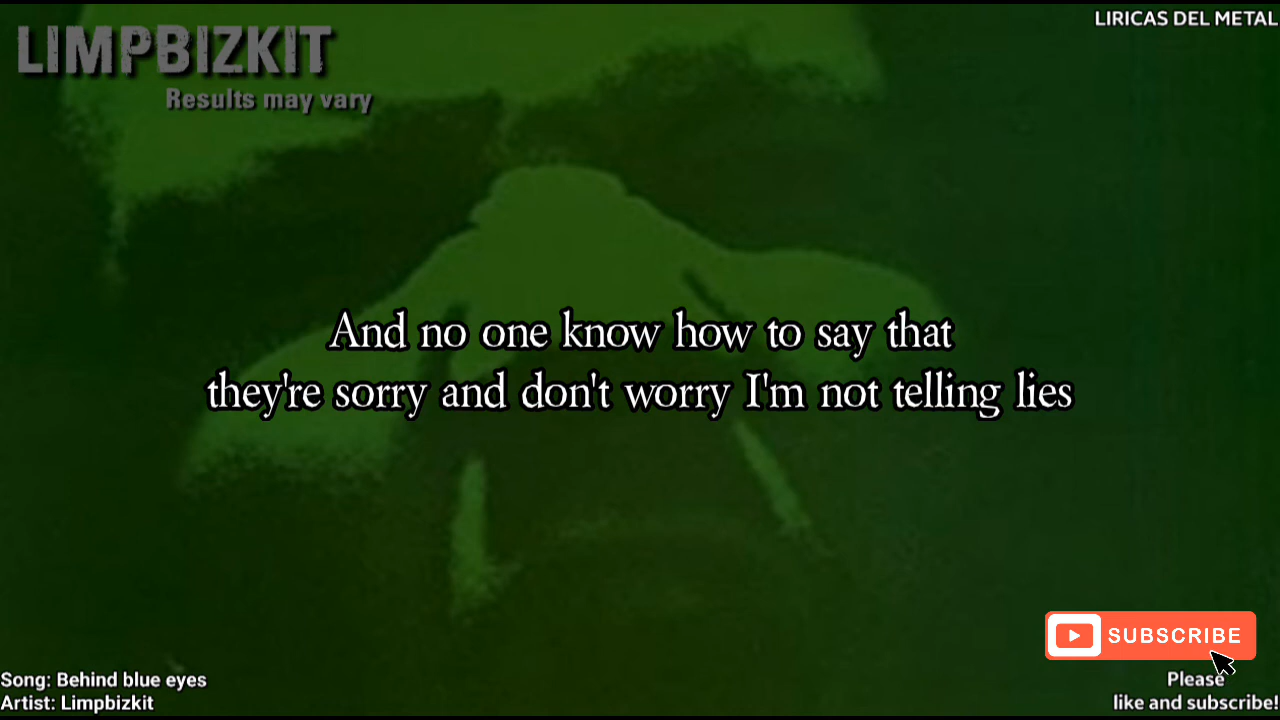 LIMPBIZKIT
Results may vary
LIRICAS DEL METAL
And no one know how to say that
they're sorry and don't worry I'm not telling lies
SUBSCRIBE
Song: Behind blue eyes
Artist: Limpbizkit
Please
like and subscribe!